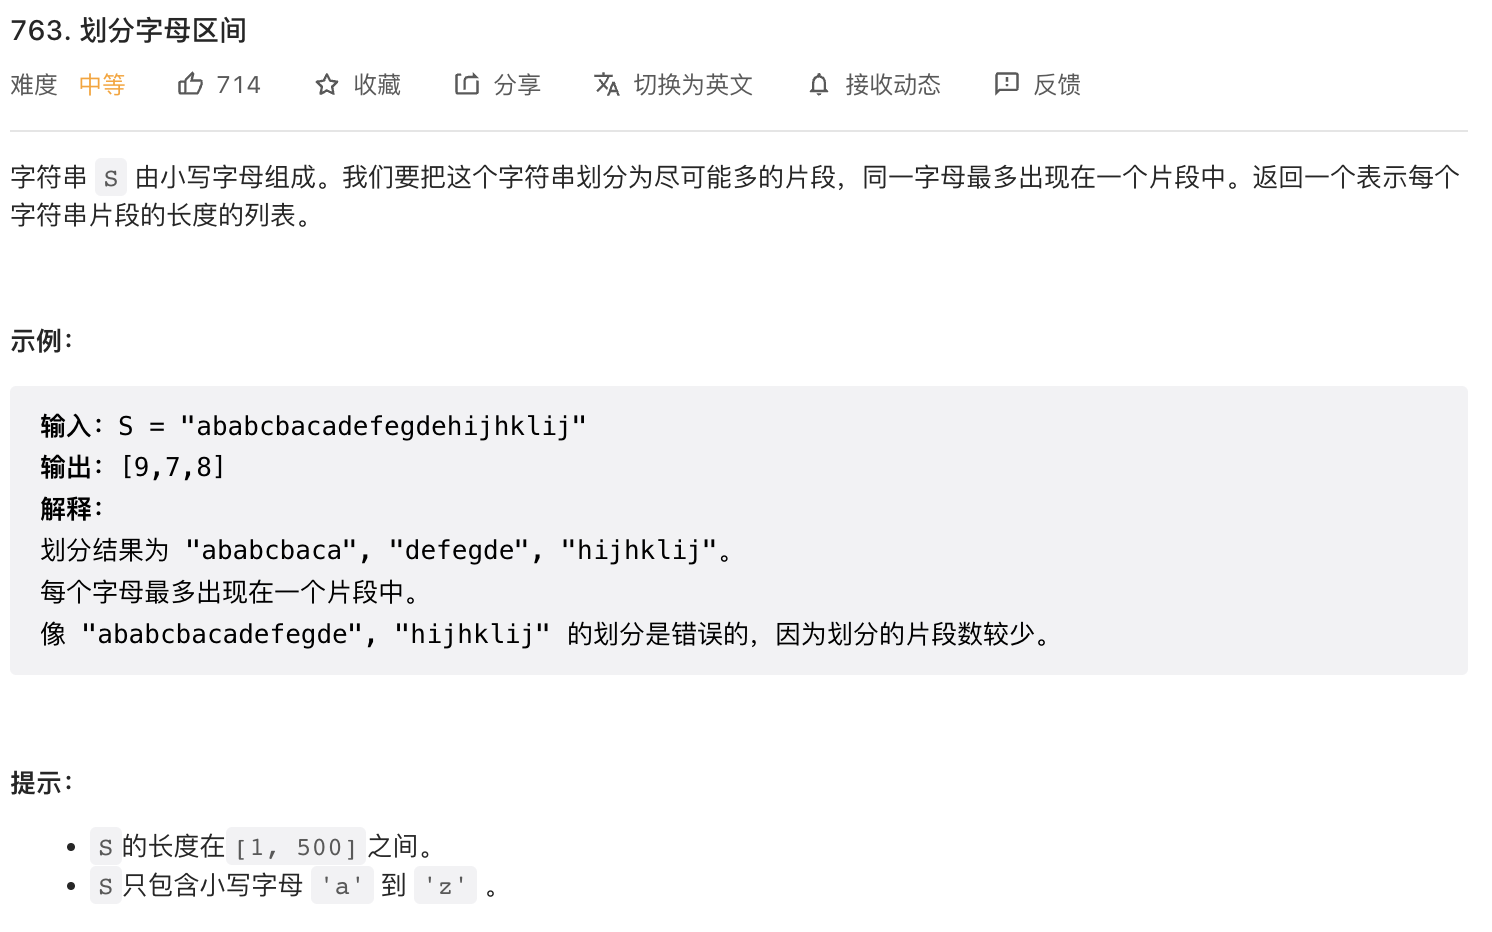 763. 划分字母区间
难度 中等 714 收藏 分享 切换为英文 接收动态 反馈
字符串 S 由小写字母组成。我们要把这个字符串划分为尽可能多的片段，同一字母最多出现在一个片段中。返回一个表示每个
字符串片段的长度的列表。
示例：
输入：S = "ababcbacadefegdehijhklij"
输出：[9,7,8]
解释：
划分结果为 "ababcbaca", "defegde", "hijhklij"。
每个字母最多出现在一个片段中。
像 "ababcbacadefegde", "hijhklij" 的划分是错误的，因为划分的片段数较少。
提示：
• S的长度在[1, 500]之间。
• S只包含小写字母 'a' 到 'z' 。